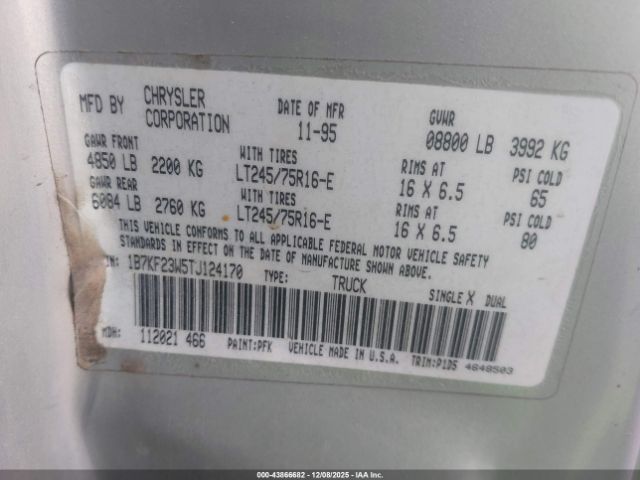 MFD BY CHRYSLER CORPORATION DATE OF MFR 11-95 GVWR 08800 LB 3992 KG
GAWR FRONT 4850 LB 2200 KG WITH TIRES LT245/75R16-E RIMS AT 16 X 6.5 PSI COLD 65
GAWR REAR 6084 LB 2760 KG WITH TIRES LT245/75R16-E RIMS AT 16 X 6.5 PSI COLD 80
THIS VEHICLE CONFORMS TO ALL APPLICABLE FEDERAL MOTOR VEHICLE SAFETY
STANDARDS IN EFFECT ON THE DATE OF MANUFACTURE SHOWN ABOVE.
1B7KF23W5TJ124170 TYPE: TRUCK SINGLE X DUAL
MDH: 112021 466 PAINT:PFK VEHICLE MADE IN U.S.A. TRIM:P1D5 4648503
000-43866682 | 12/08/2025 - IAA, Inc.